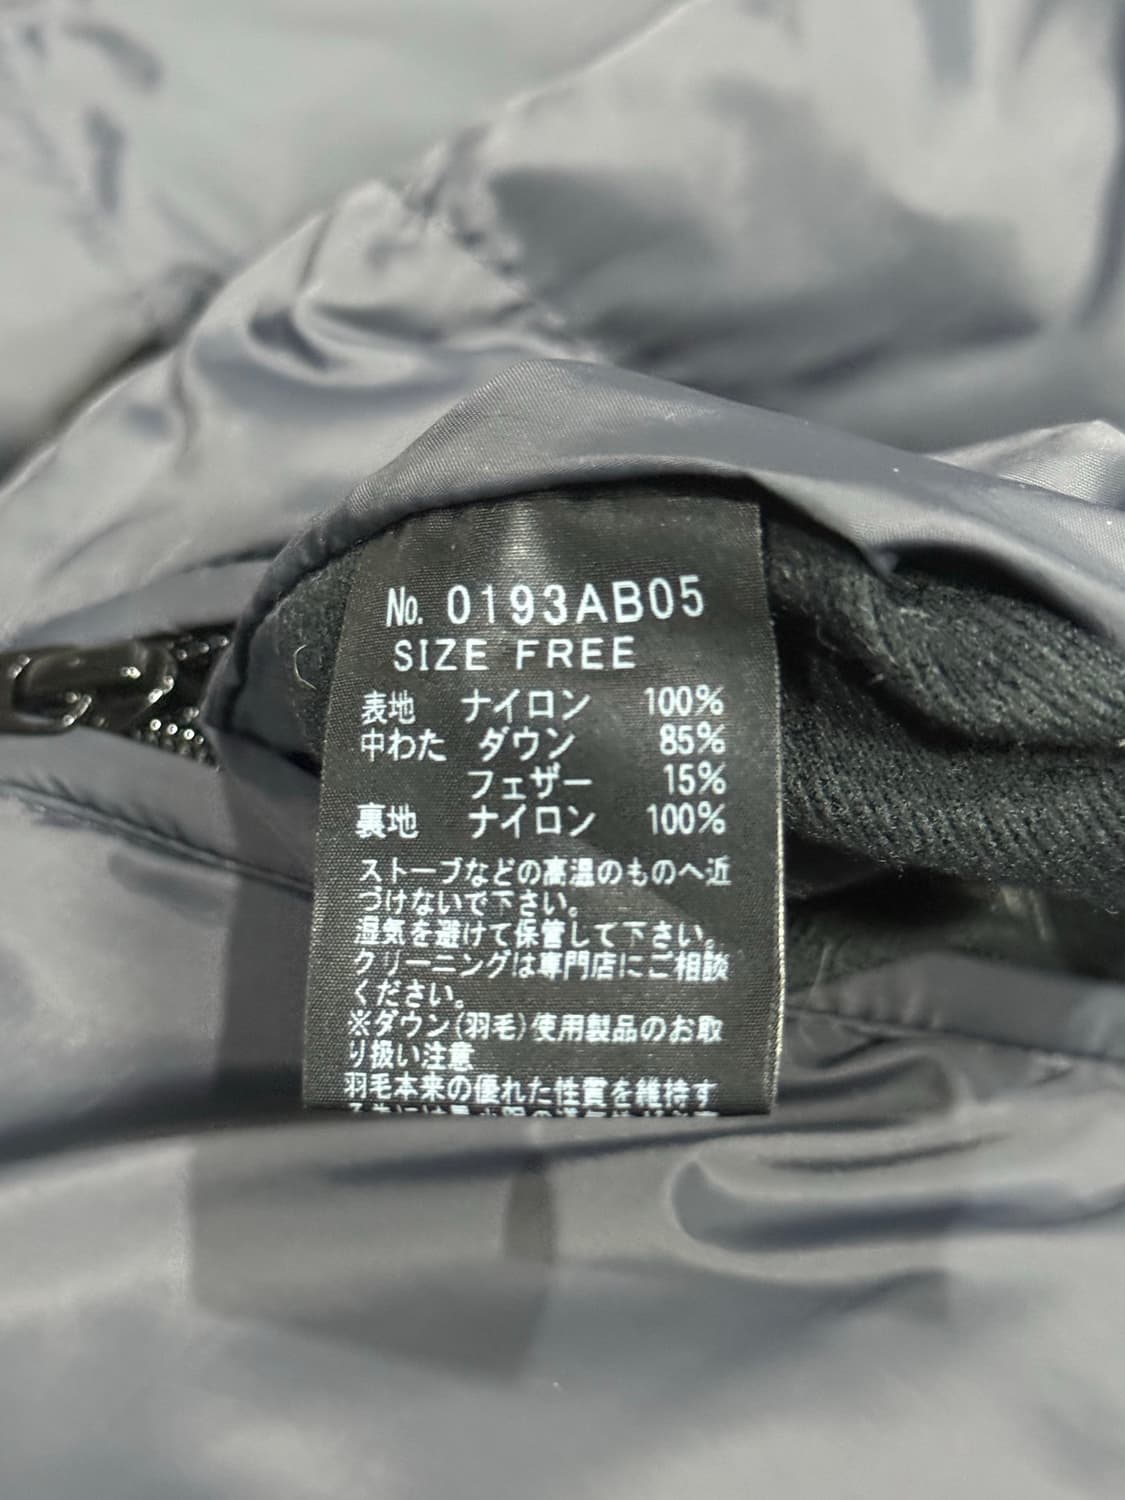 No. 0193AB05
SIZE FREE
表地 ナイロン 100%
中わた ダウン 85%
フェザー 15%
裏地 ナイロン 100%
ストーブなどの高温のものへ近
づけないで下さい。
湿気を避けて保管して下さい。
クリーニングは専門店にご相談
ください。
※ダウン(羽毛)使用製品のお取
り扱い注意
羽毛本来の優れた性質を維持す